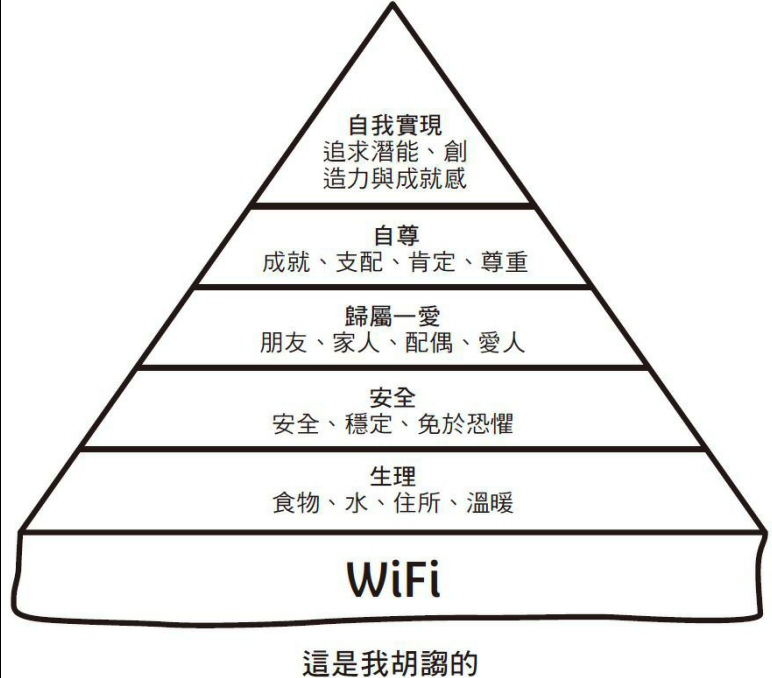 自我實現
追求潛能、創
造力與成就感
自尊
成就、支配、肯定、尊重
歸屬一愛
朋友、家人、配偶、愛人
安全
安全、穩定、免於恐懼
生理
食物、水、住所、溫暖
WiFi
這是我胡謅的